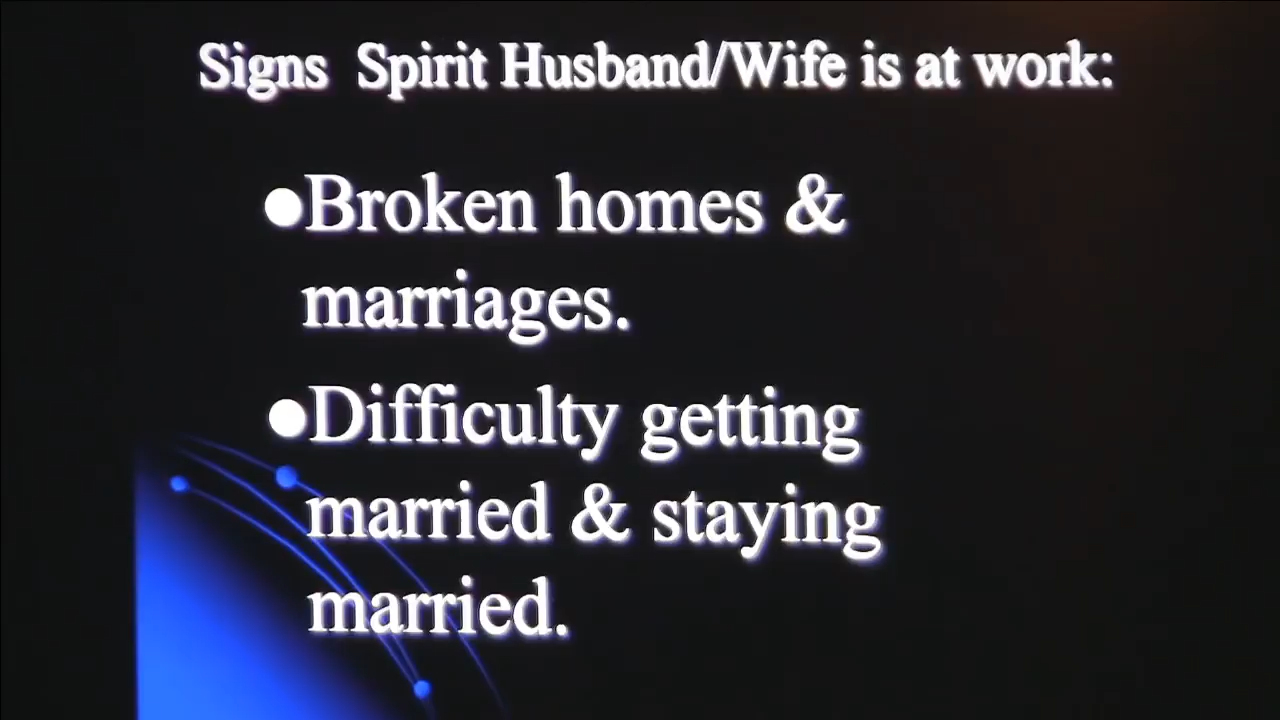 Signs Spirit Husband/Wife is at work:
●Broken homes &
marriages.
●Difficulty getting
married & staying
married.